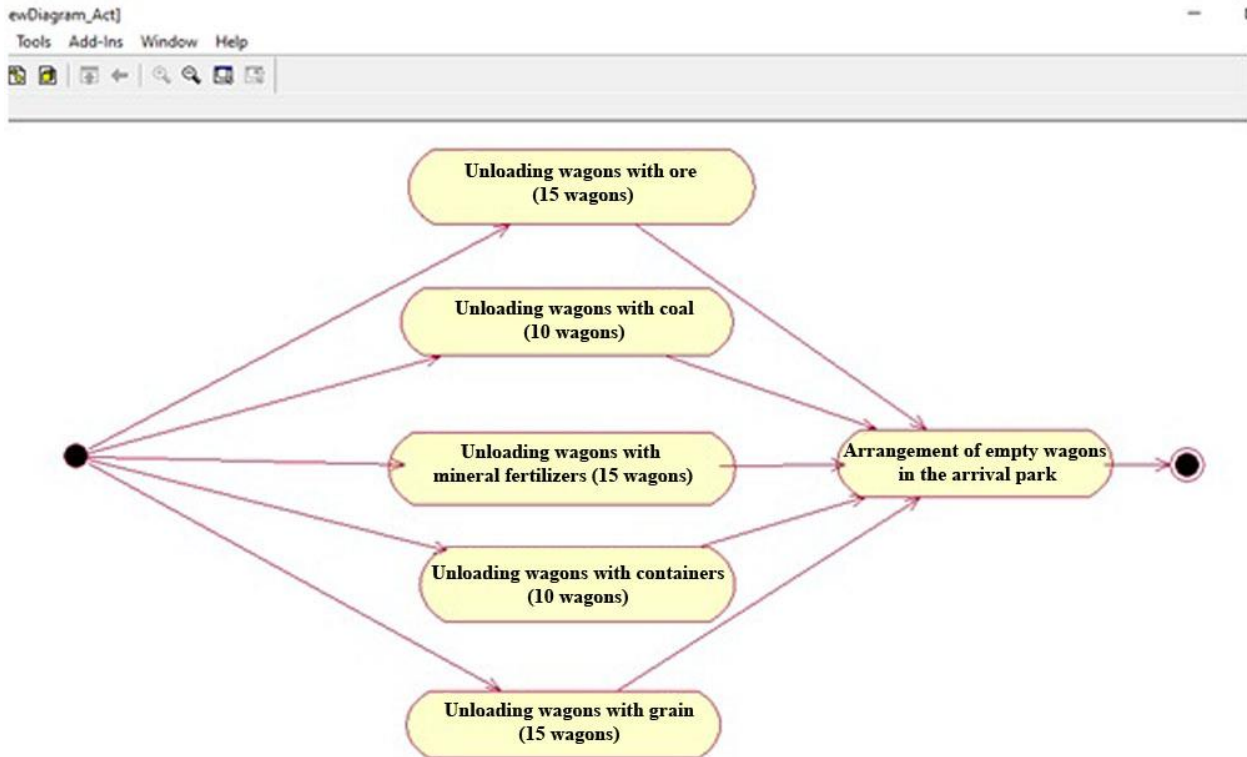 ewDiagram_Act]
Tools Add-Ins Window Help
Unloading wagons with ore
(15 wagons)
Unloading wagons with coal
(10 wagons)
Unloading wagons with
mineral fertilizers (15 wagons)
Arrangement of empty wagons
in the arrival park
Unloading wagons with containers
(10 wagons)
Unloading wagons with grain
(15 wagons)